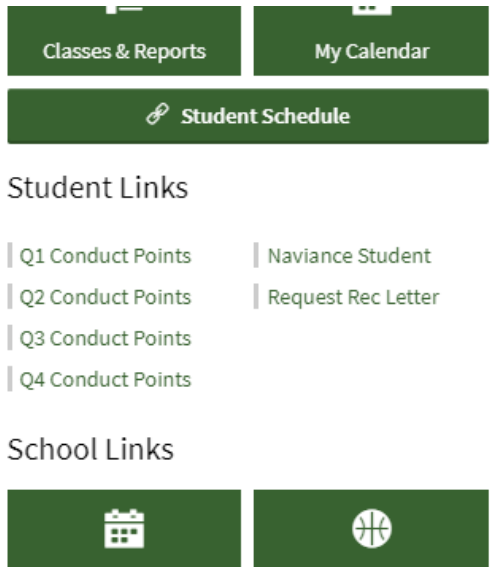 Classes & Reports
My Calendar
Student Schedule
Student Links
Q1 Conduct Points
Naviance Student
Q2 Conduct Points
Request Rec Letter
Q3 Conduct Points
Q4 Conduct Points
School Links